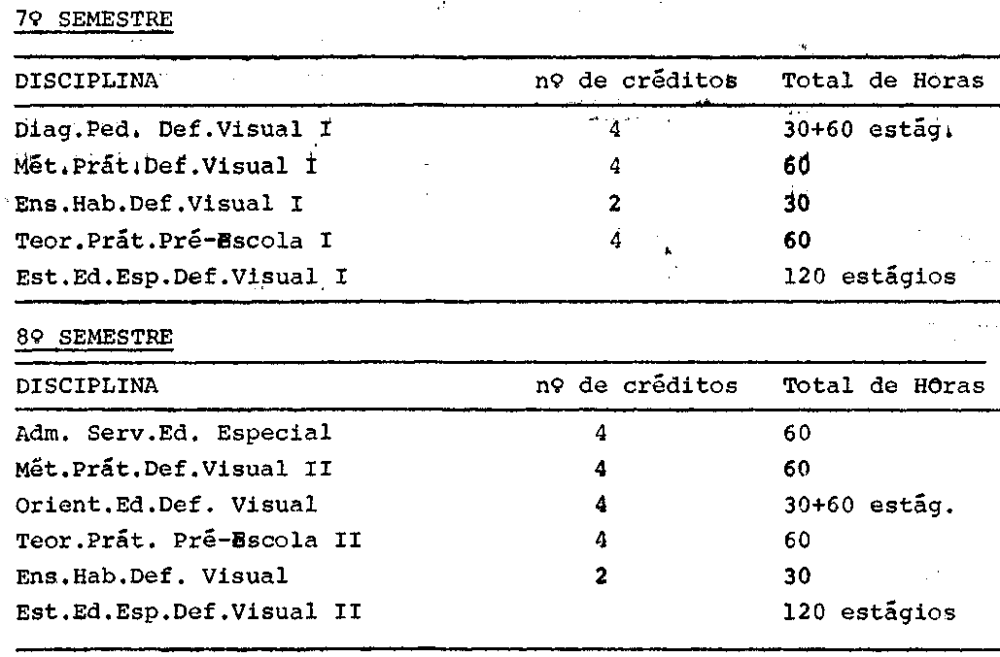 7º SEMESTRE
DISCIPLINA nº de créditos Total de Horas
Diag.Ped. Def.Visual I 4 30+60 estág.
Mét.Prát.Def.Visual I 4 60
Ens.Hab.Def.Visual I 2 30
Teor.Prát.Pré-Escola I 4 60
Est.Ed.Esp.Def.Visual I 120 estágios
8º SEMESTRE
DISCIPLINA nº de créditos Total de Horas
Adm. Serv.Ed. Especial 4 60
Mét.Prát.Def.Visual II 4 60
Orient.Ed.Def. Visual 4 30+60 estág.
Teor.Prát. Pré-Escola II 4 60
Ens.Hab.Def. Visual 2 30
Est.Ed.Esp.Def.Visual II 120 estágios